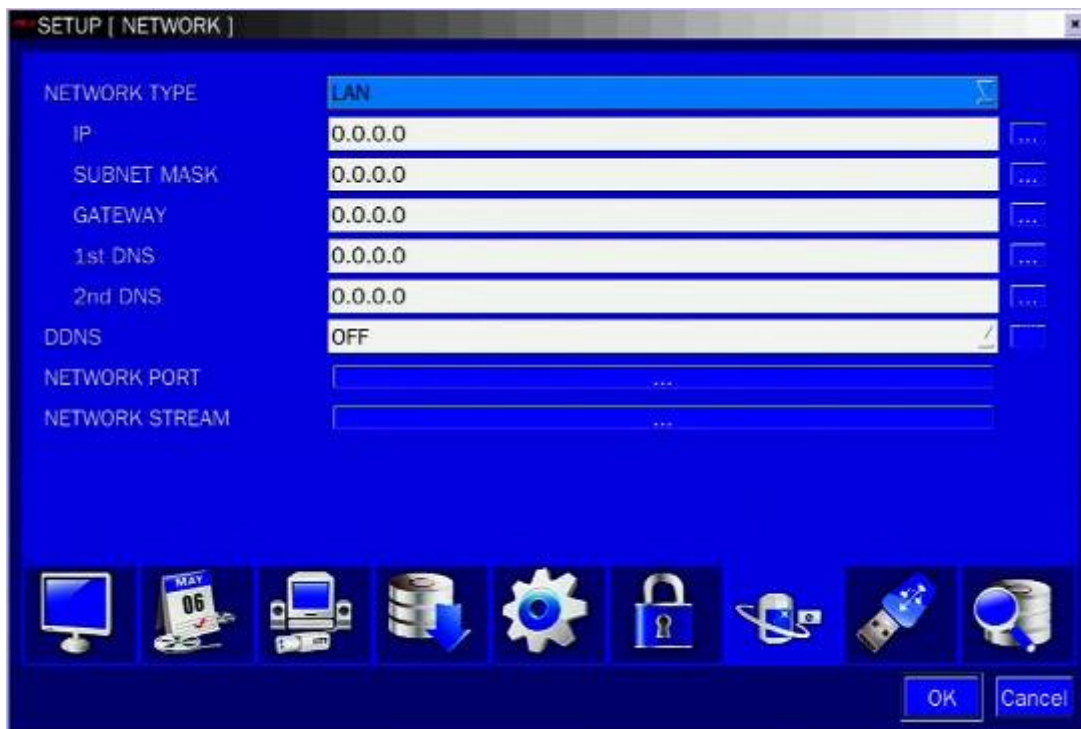 SETUP [ NETWORK ]
NETWORK TYPE LAN
IP 0.0.0.0 ...
SUBNET MASK 0.0.0.0 ...
GATEWAY 0.0.0.0 ...
1st DNS 0.0.0.0 ...
2nd DNS 0.0.0.0 ...
DDNS OFF
NETWORK PORT ...
NETWORK STREAM ...
MAY
06
OK Cancel